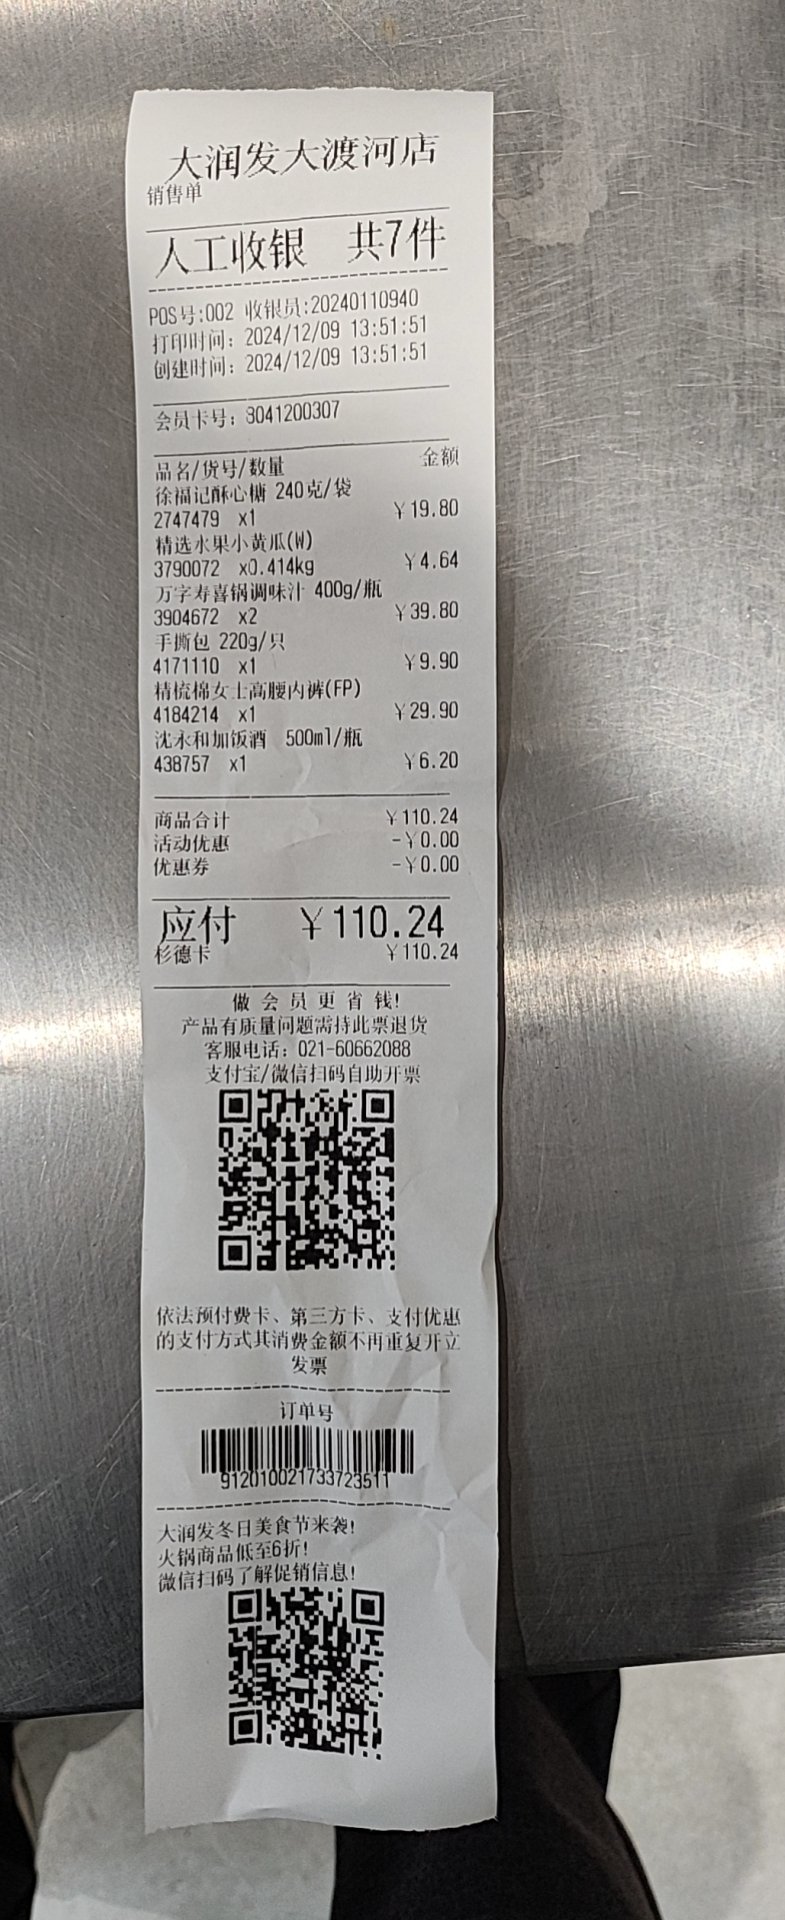 大润发大渡河店
销售单
人工收银 共7件
POS号:002 收银员:20240110940
打印时间: 2024/12/09 13:51:51
创建时间: 2024/12/09 13:51:51
会员卡号: 8041200307
品名/货号/数量 金额
徐福记酥心糖 240克/袋
2747479 x1 ￥19.80
精选水果小黄瓜(W)
3790072 x0.414kg ￥4.64
万字寿喜锅调味汁 400g/瓶
3904672 x2 ￥39.80
手撕包 220g/只
4171110 x1 ￥9.90
精梳棉女士高腰内裤(FP)
4184214 x1 ￥29.90
沈永和加饭酒 500ml/瓶
438757 x1 ￥6.20
商品合计 ￥110.24
活动优惠 -￥0.00
优惠券 -￥0.00
应付 ￥110.24
杉德卡 ￥110.24
做会员更省钱!
产品有质量问题需持此票退货
客服电话: 021-60662088
支付宝/微信扫码自助开票
依法预付费卡、第三方卡、支付优惠
的支付方式其消费金额不再重复开立
发票
订单号
912010021733723511
大润发冬日美食节来袭!
火锅商品低至6折!
微信扫码了解促销信息!